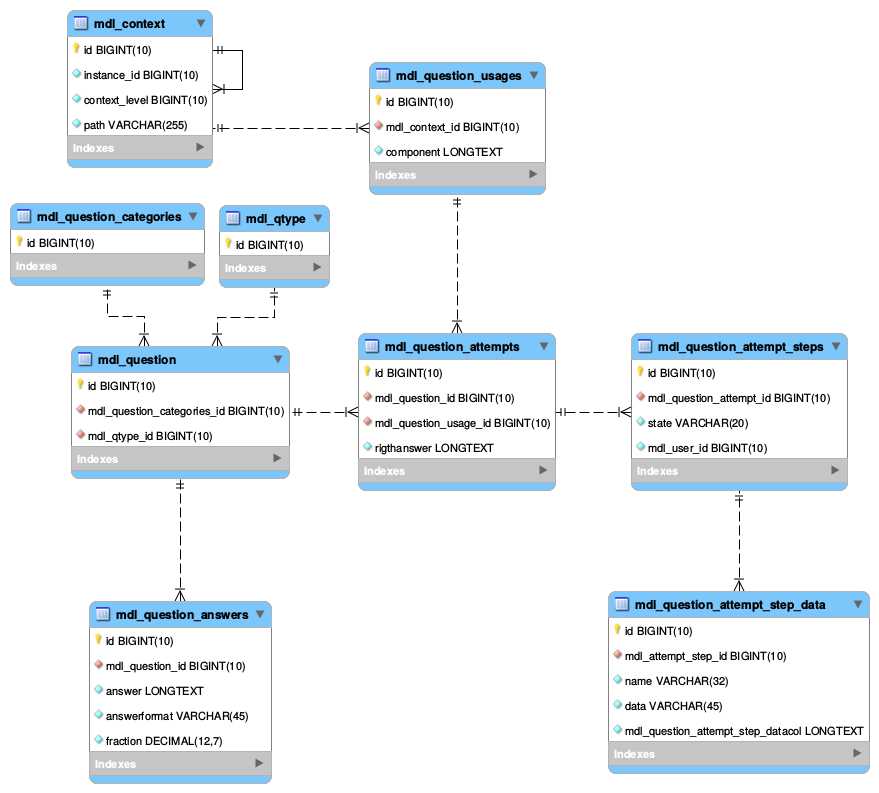 mdl_context
id BIGINT(10)
instance_id BIGINT(10)
context_level BIGINT(10)
path VARCHAR(255)
Indexes
mdl_question_usages
id BIGINT(10)
mdl_context_id BIGINT(10)
component LONGTEXT
Indexes
mdl_question_categories
id BIGINT(10)
Indexes
mdl_qtype
id BIGINT(10)
Indexes
mdl_question
id BIGINT(10)
mdl_question_categories_id BIGINT(10)
mdl_qtype_id BIGINT(10)
Indexes
mdl_question_attempts
id BIGINT(10)
mdl_question_id BIGINT(10)
mdl_question_usage_id BIGINT(10)
rigthanswer LONGTEXT
Indexes
mdl_question_attempt_steps
id BIGINT(10)
mdl_question_attempt_id BIGINT(10)
state VARCHAR(20)
mdl_user_id BIGINT(10)
Indexes
mdl_question_answers
id BIGINT(10)
mdl_question_id BIGINT(10)
answer LONGTEXT
answerformat VARCHAR(45)
fraction DECIMAL(12,7)
Indexes
mdl_question_attempt_step_data
id BIGINT(10)
mdl_attempt_step_id BIGINT(10)
name VARCHAR(32)
data VARCHAR(45)
mdl_question_attempt_step_datacol LONGTEXT
Indexes